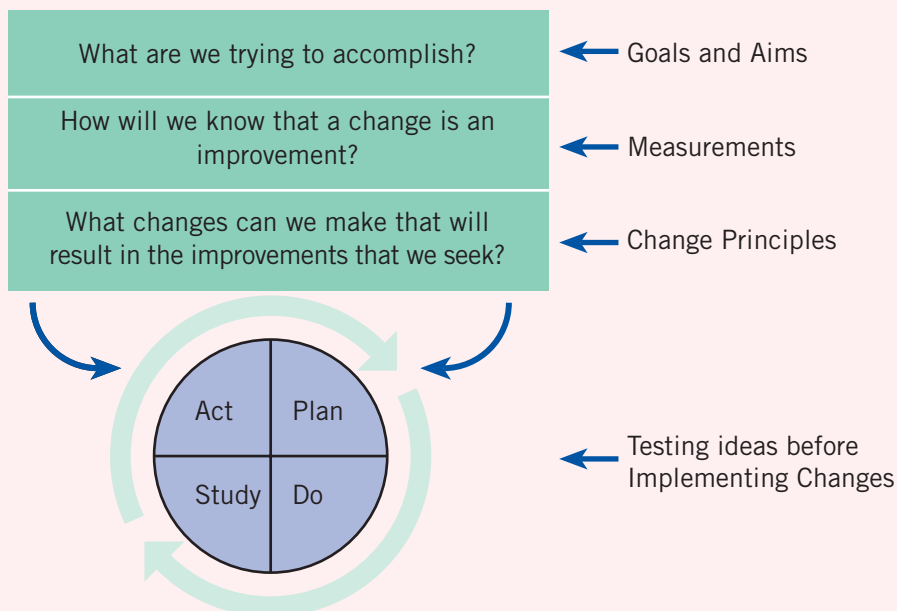 What are we trying to accomplish?
Goals and Aims
How will we know that a change is an
improvement?
Measurements
What changes can we make that will
result in the improvements that we seek?
Change Principles
Act
Plan
Study
Do
Testing ideas before
Implementing Changes